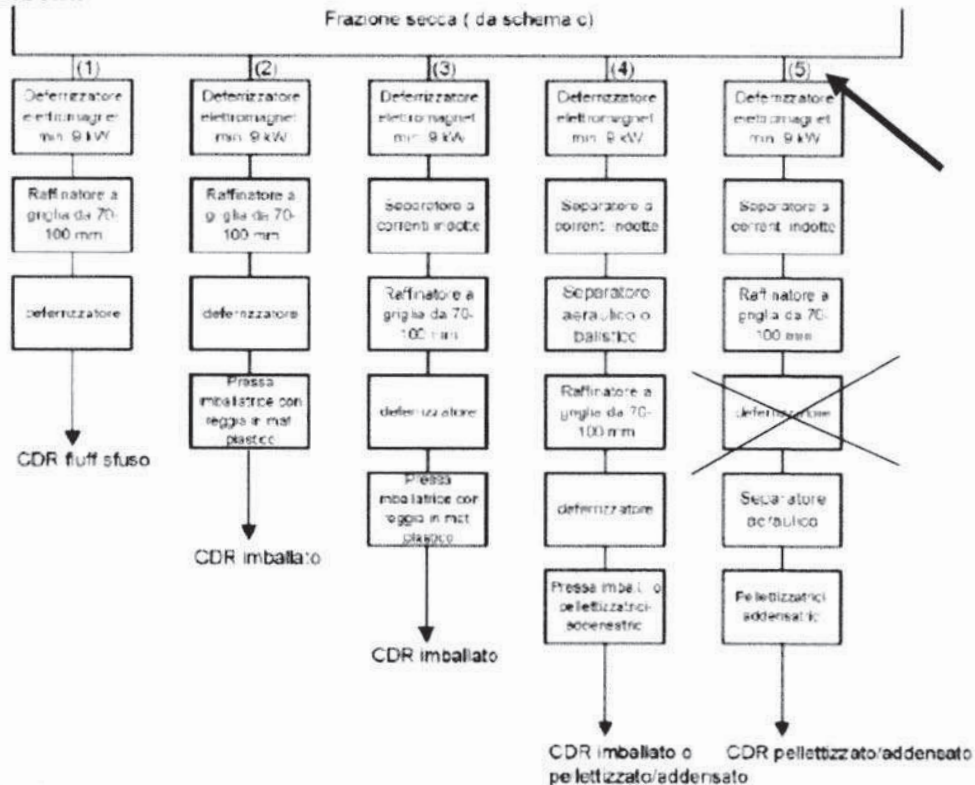 Frazione secca ( da schema c)
(1)
Deferrizzatore
elettromagnet
min. 9 kW
Raffinatore a
griglia da 70-
100 mm
deferrizzatore
CDR fluff sfuso
(2)
Deferrizzatore
elettromagnet
min. 9 kW
Raffinatore a
griglia da 70-
100 mm
deferrizzatore
Pressa
imballatrice con
reggia in mat
plastico
CDR imballato
(3)
Deferrizzatore
elettromagnet
min. 9 kW
Separatore a
correnti indotte
Raffinatore a
griglia da 70-
100 mm
deferrizzatore
Pressa
imballatrice con
reggia in mat
plastico
CDR imballato
(4)
Deferrizzatore
elettromagnet
min. 9 kW
Separatore a
correnti indotte
Separatore
aeraulico o
balistico
Raffinatore a
griglia da 70-
100 mm
deferrizzatore
Pressa imball. o
pellettizzatrici-
addensatric
CDR imballato o
pellettizzato/addensato
(5)
Deferrizzatore
elettromagnet
min. 9 kW
Separatore a
correnti indotte
Raffinatore a
griglia da 70-
100 mm
deferrizzatore
Separatore
aeraulico
Pellettizzatrici
addensatric
CDR pellettizzato/addensato